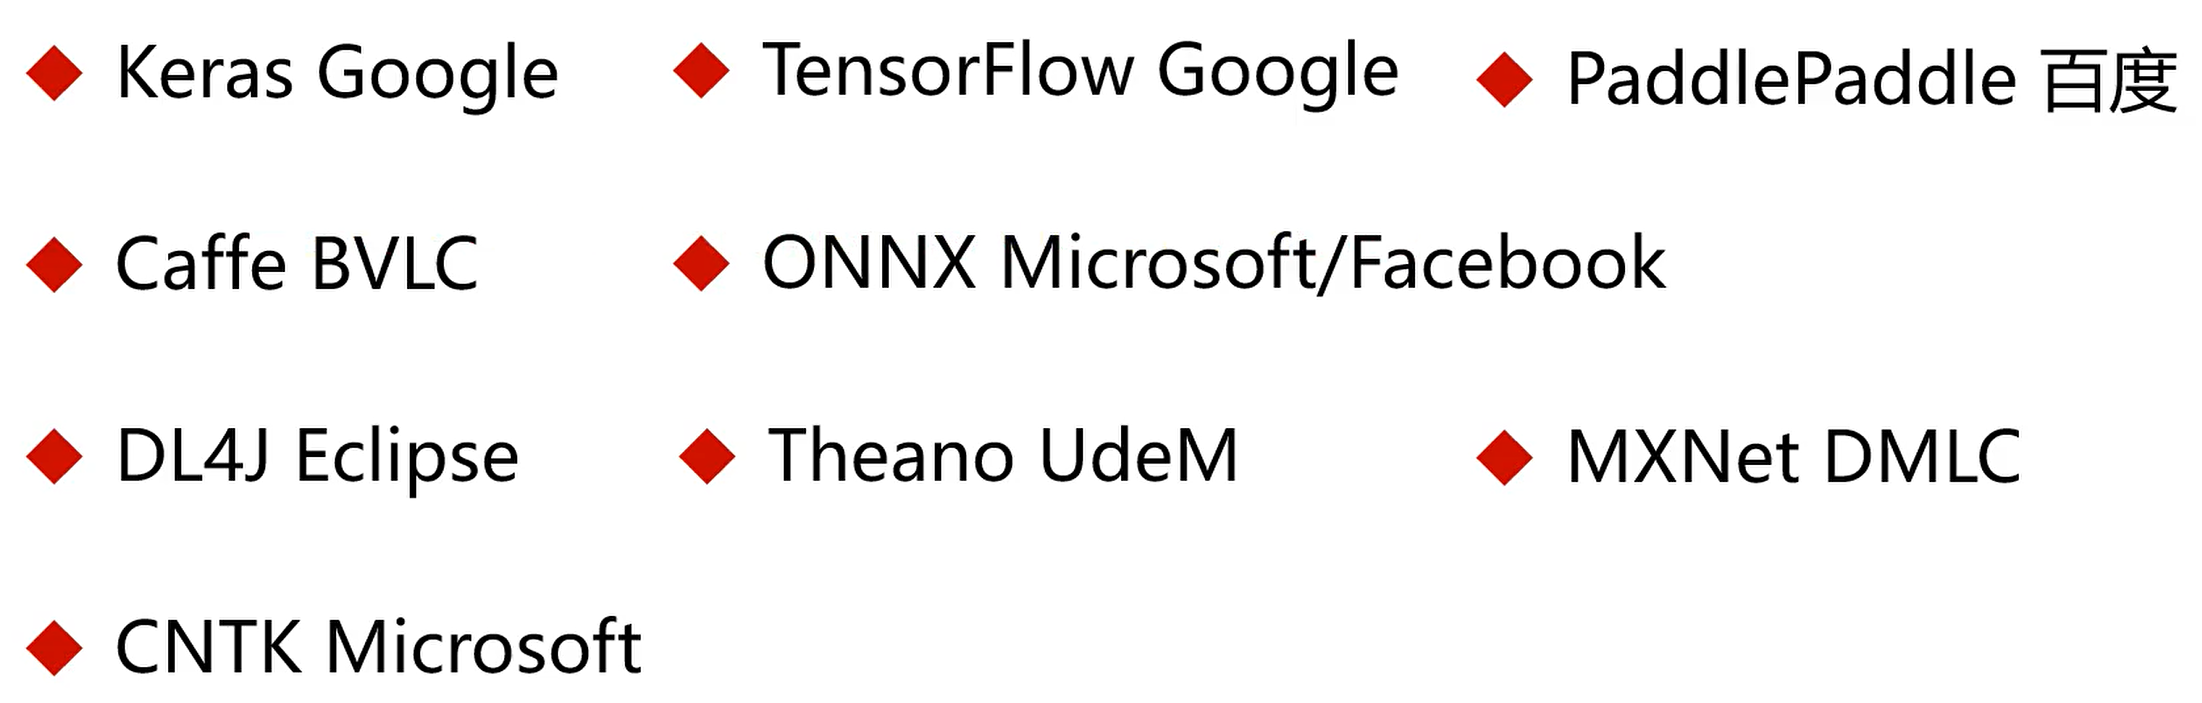 Keras Google
TensorFlow Google
PaddlePaddle 百度
Caffe BVLC
ONNX Microsoft/Facebook
DL4J Eclipse
Theano UdeM
MXNet DMLC
CNTK Microsoft